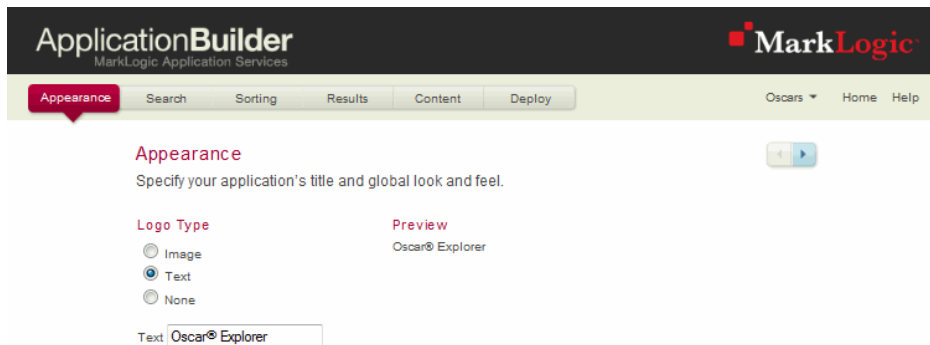 ApplicationBuilder
MarkLogic Application Services
MarkLogic
Appearance Search Sorting Results Content Deploy Oscars Home Help
Appearance
Specify your application's title and global look and feel.
Logo Type Preview
Image Oscar® Explorer
Text
None
Text Oscar® Explorer